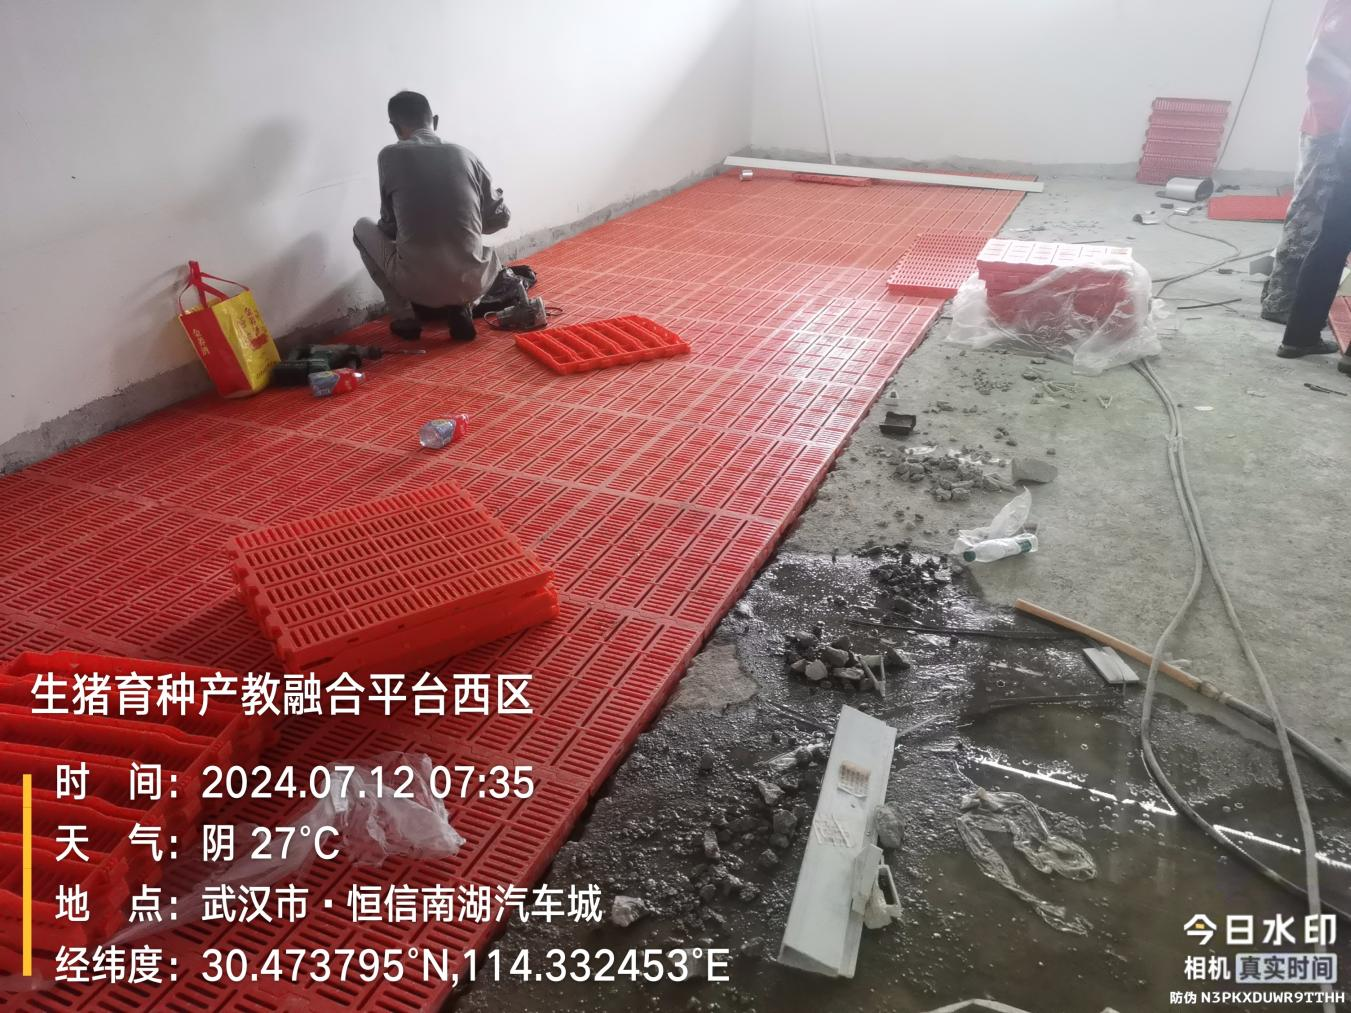 生猪育种产教融合平台西区
时 间：2024.07.12 07:35
天 气：阴 27℃
地 点：武汉市·恒信南湖汽车城
经纬度：30.473795°N,114.332453°E
今日水印
相机 真实时间
防伪 N3PKXDUWR9TTHH